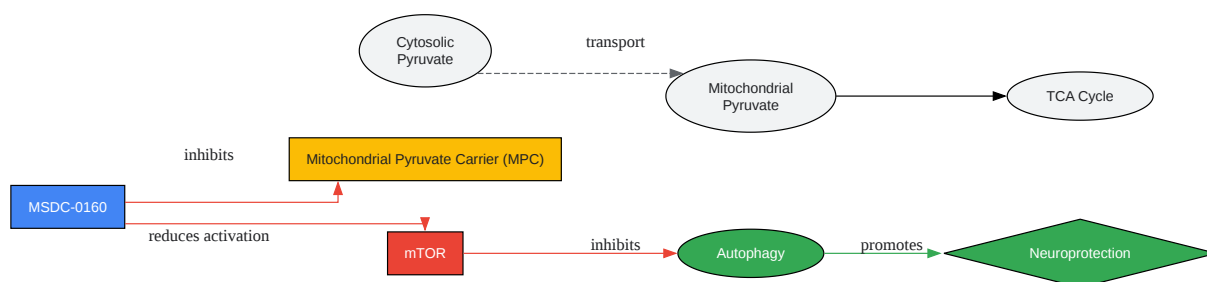 Cytosolic
Pyruvate
transport
Mitochondrial
Pyruvate
TCA Cycle
inhibits
Mitochondrial Pyruvate Carrier (MPC)
MSDC-0160
reduces activation
mTOR
inhibits
Autophagy
promotes
Neuroprotection